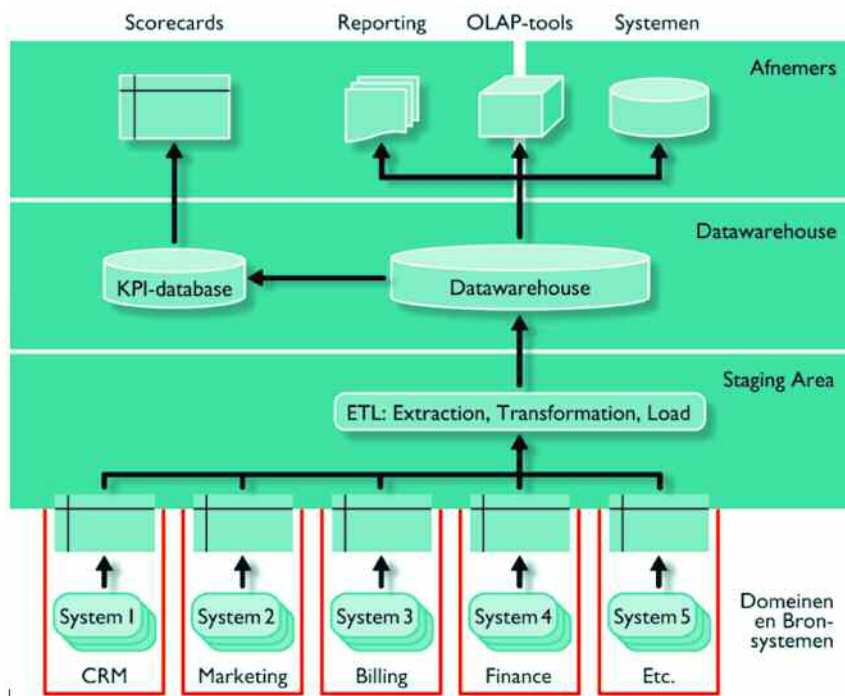 Scorecards
Reporting
OLAP-tools
Systemen
Afnemers
Datawarehouse
KPI-database
Datawarehouse
Staging Area
ETL: Extraction, Transformation, Load
System 1
System 2
System 3
System 4
System 5
Domeinen
en Bron-
systemen
CRM
Marketing
Billing
Finance
Etc.